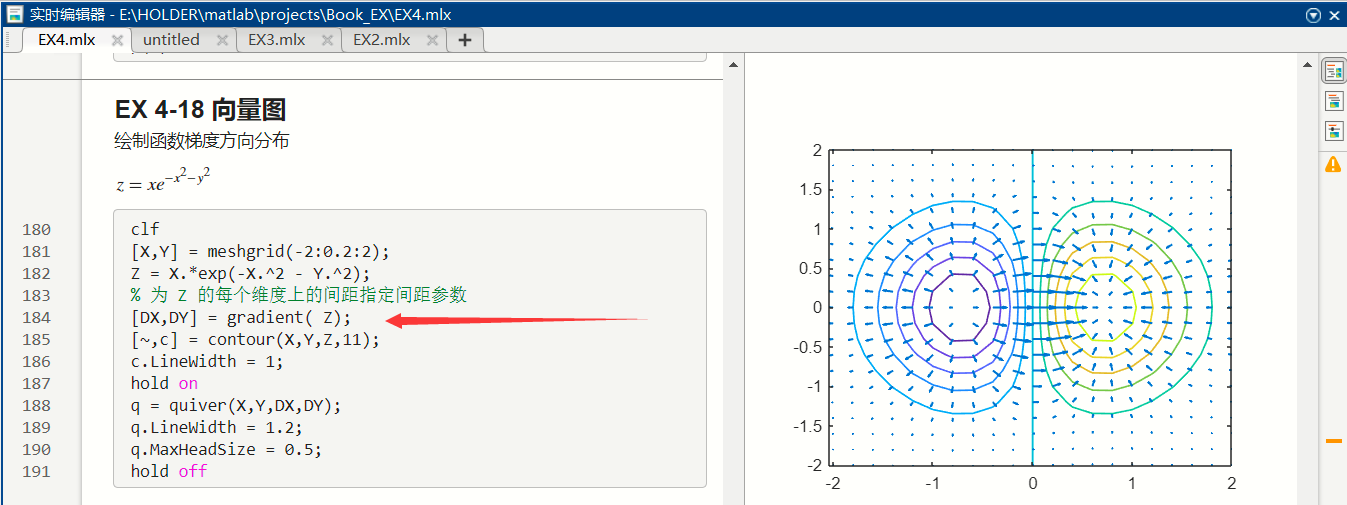 实时编辑器 - E:\HOLDER\matlab\projects\Book_EX\EX4.mlx
EX4.mlx untitled EX3.mlx EX2.mlx
EX 4-18 向量图
绘制函数梯度方向分布
z = xe^{-x^2-y^2}
180 clf
181 [X,Y] = meshgrid(-2:0.2:2);
182 Z = X.*exp(-X.^2 - Y.^2);
183 % 为 Z 的每个维度上的间距指定间距参数
184 [DX,DY] = gradient( Z);
185 [~,c] = contour(X,Y,Z,11);
186 c.LineWidth = 1;
187 hold on
188 q = quiver(X,Y,DX,DY);
189 q.LineWidth = 1.2;
190 q.MaxHeadSize = 0.5;
191 hold off
2
1.5
1
0.5
0
-0.5
-1
-1.5
-2
-2 -1 0 1 2